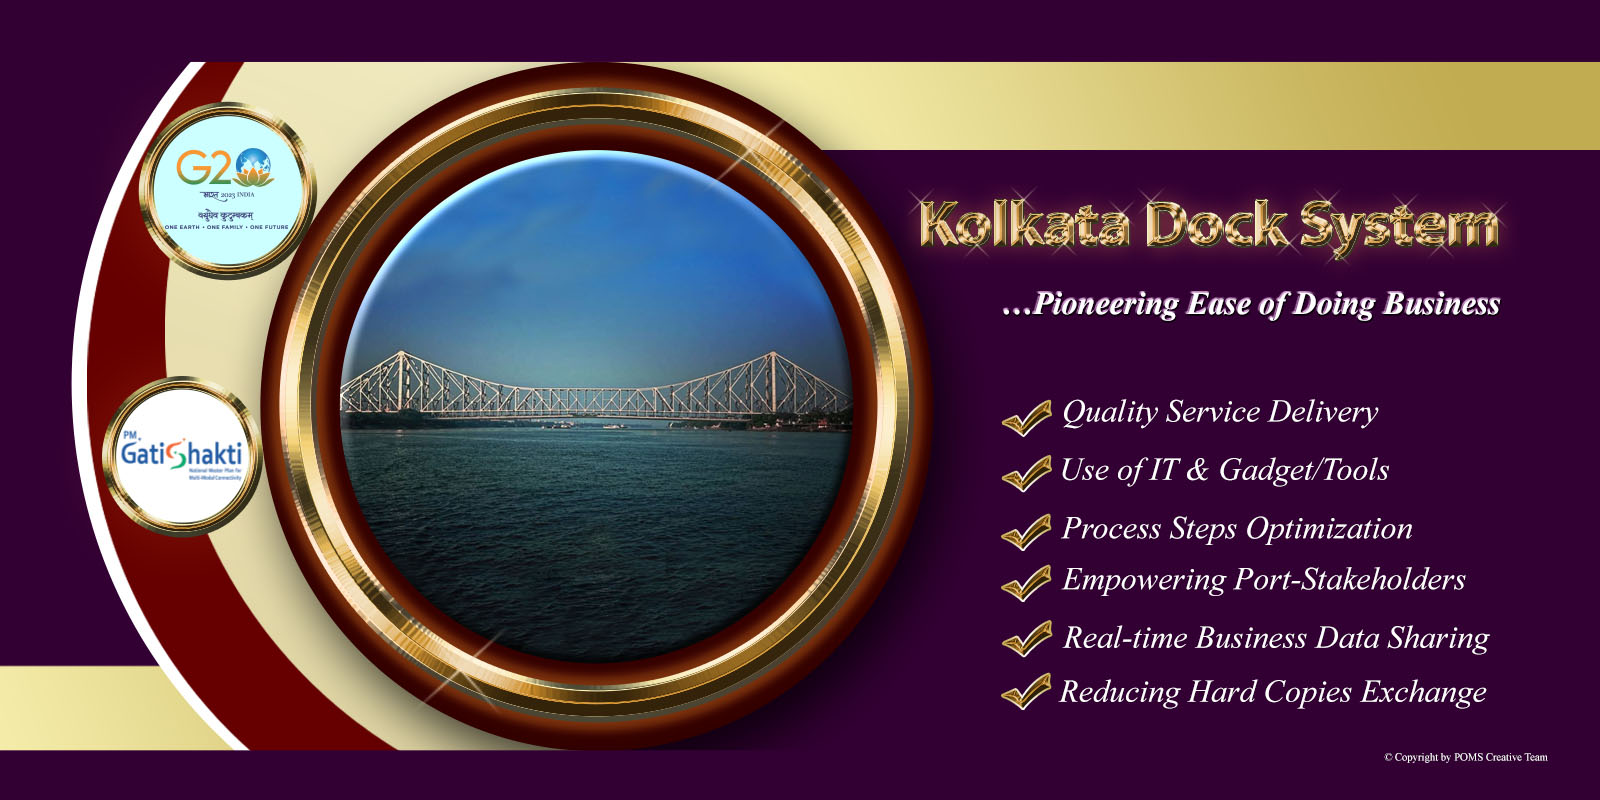 G20
भारत 2023 INDIA
वसुधैव कुटुम्बकम्
ONE EARTH • ONE FAMILY • ONE FUTURE
PM
GatiShakti
National Master Plan for
Multi-Modal Connectivity
Kolkata Dock System
...Pioneering Ease of Doing Business
Quality Service Delivery
Use of IT & Gadget/Tools
Process Steps Optimization
Empowering Port-Stakeholders
Real-time Business Data Sharing
Reducing Hard Copies Exchange
© Copyright by POMS Creative Team